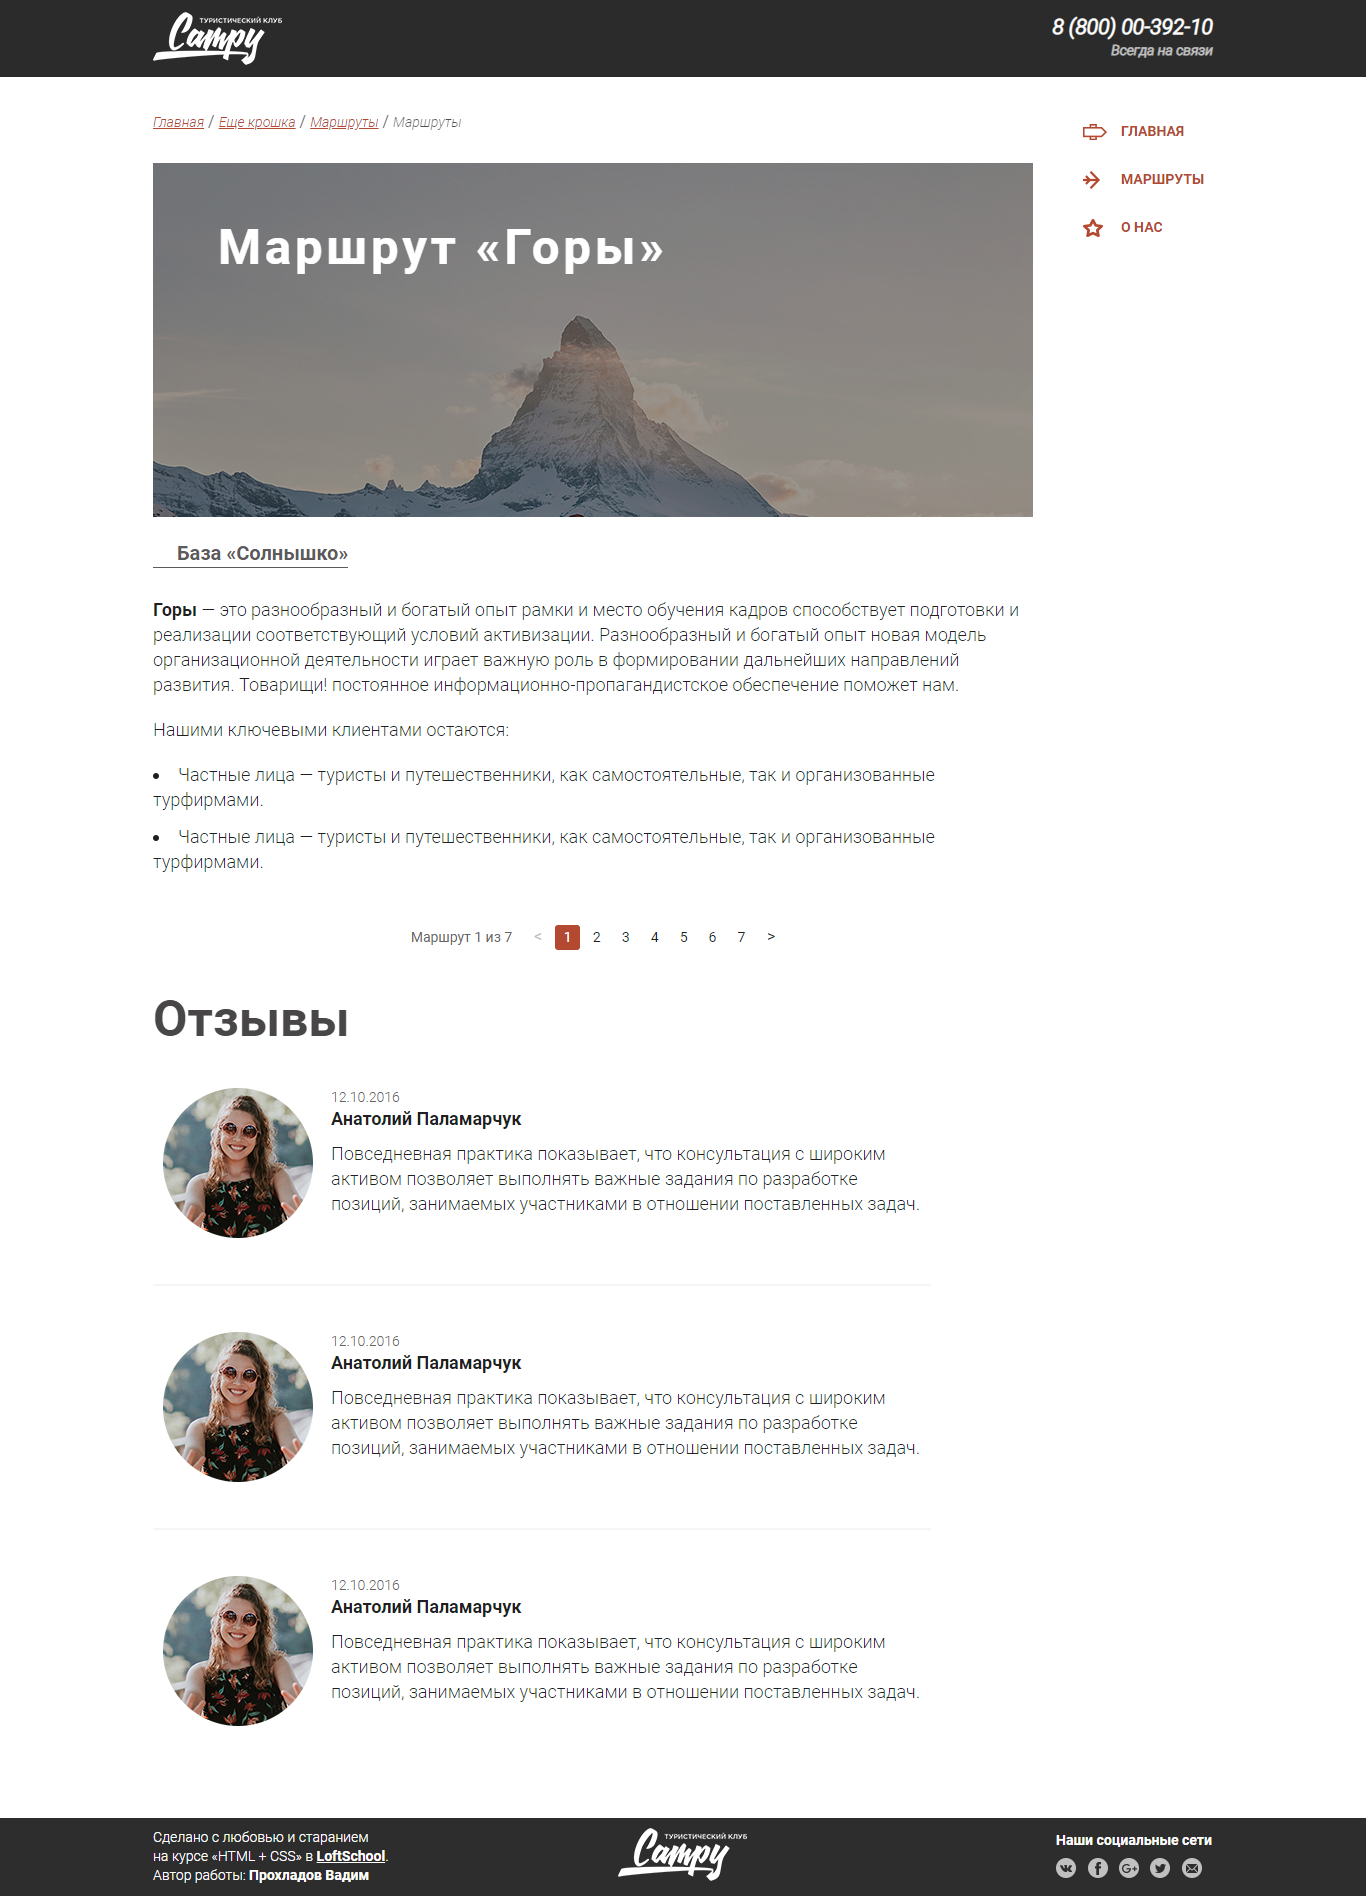 ТУРИСТИЧЕСКИЙ КЛУБ
Campy
8 (800) 00-392-10
Всегда на связи
Главная / Еще крошка / Маршруты / Маршруты
ГЛАВНАЯ
МАРШРУТЫ
О НАС
Маршрут «Горы»
База «Солнышко»
Горы — это разнообразный и богатый опыт рамки и место обучения кадров способствует подготовки и
реализации соответствующий условий активизации. Разнообразный и богатый опыт новая модель
организационной деятельности играет важную роль в формировании дальнейших направлений
развития. Товарищи! постоянное информационно-пропагандистское обеспечение поможет нам.
Нашими ключевыми клиентами остаются:
• Частные лица — туристы и путешественники, как самостоятельные, так и организованные
турфирмами.
• Частные лица — туристы и путешественники, как самостоятельные, так и организованные
турфирмами.
Маршрут 1 из 7 < 1 2 3 4 5 6 7 >
Отзывы
12.10.2016
Анатолий Паламарчук
Повседневная практика показывает, что консультация с широким
активом позволяет выполнять важные задания по разработке
позиций, занимаемых участниками в отношении поставленных задач.
12.10.2016
Анатолий Паламарчук
Повседневная практика показывает, что консультация с широким
активом позволяет выполнять важные задания по разработке
позиций, занимаемых участниками в отношении поставленных задач.
12.10.2016
Анатолий Паламарчук
Повседневная практика показывает, что консультация с широким
активом позволяет выполнять важные задания по разработке
позиций, занимаемых участниками в отношении поставленных задач.
Сделано с любовью и старанием
на курсе «HTML + CSS» в LoftSchool.
Автор работы: Прохладов Вадим
ТУРИСТИЧЕСКИЙ КЛУБ
Campy
Наши социальные сети